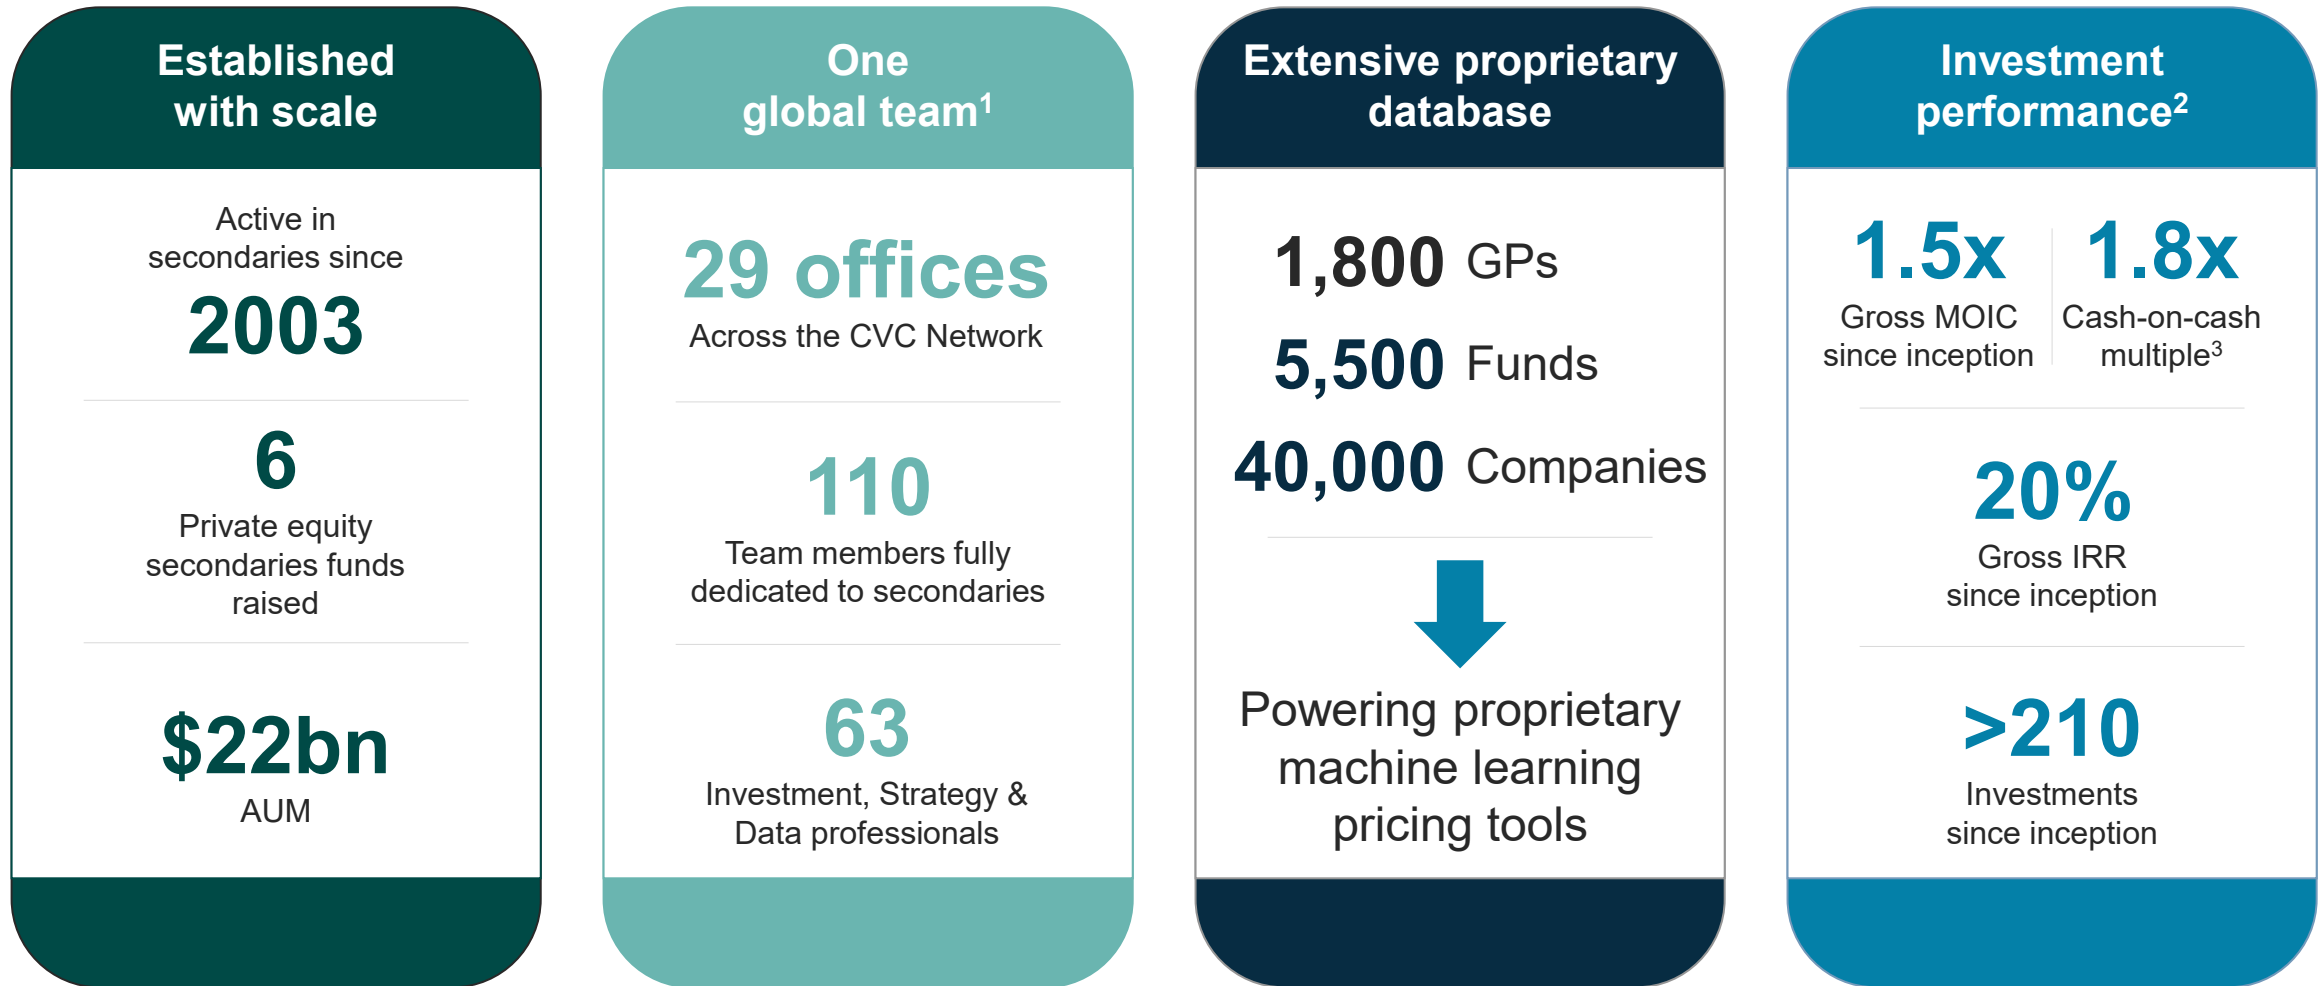 Established
with scale
Active in
secondaries since
2003
6
Private equity
secondaries funds
raised
$22bn
AUM
One
global team¹
29 offices
Across the CVC Network
110
Team members fully
dedicated to secondaries
63
Investment, Strategy &
Data professionals
Extensive proprietary
database
1,800 GPs
5,500 Funds
40,000 Companies
Powering proprietary
machine learning
pricing tools
Investment
performance²
1.5x
Gross MOIC
since inception
1.8x
Cash-on-cash
multiple³
20%
Gross IRR
since inception
>210
Investments
since inception